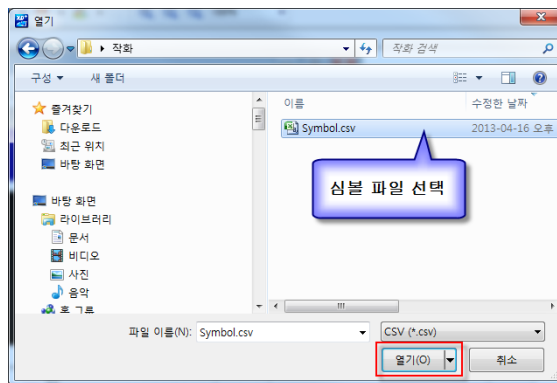 열기
작화
작화 검색
구성 새 폴더
이름 수정한 날짜
즐겨찾기
다운로드
최근 위치
바탕 화면
Symbol.csv 2013-04-16 오후
심볼 파일 선택
바탕 화면
라이브러리
문서
비디오
사진
음악
홈 그룹
파일 이름(N): Symbol.csv CSV (*.csv)
열기(O) 취소